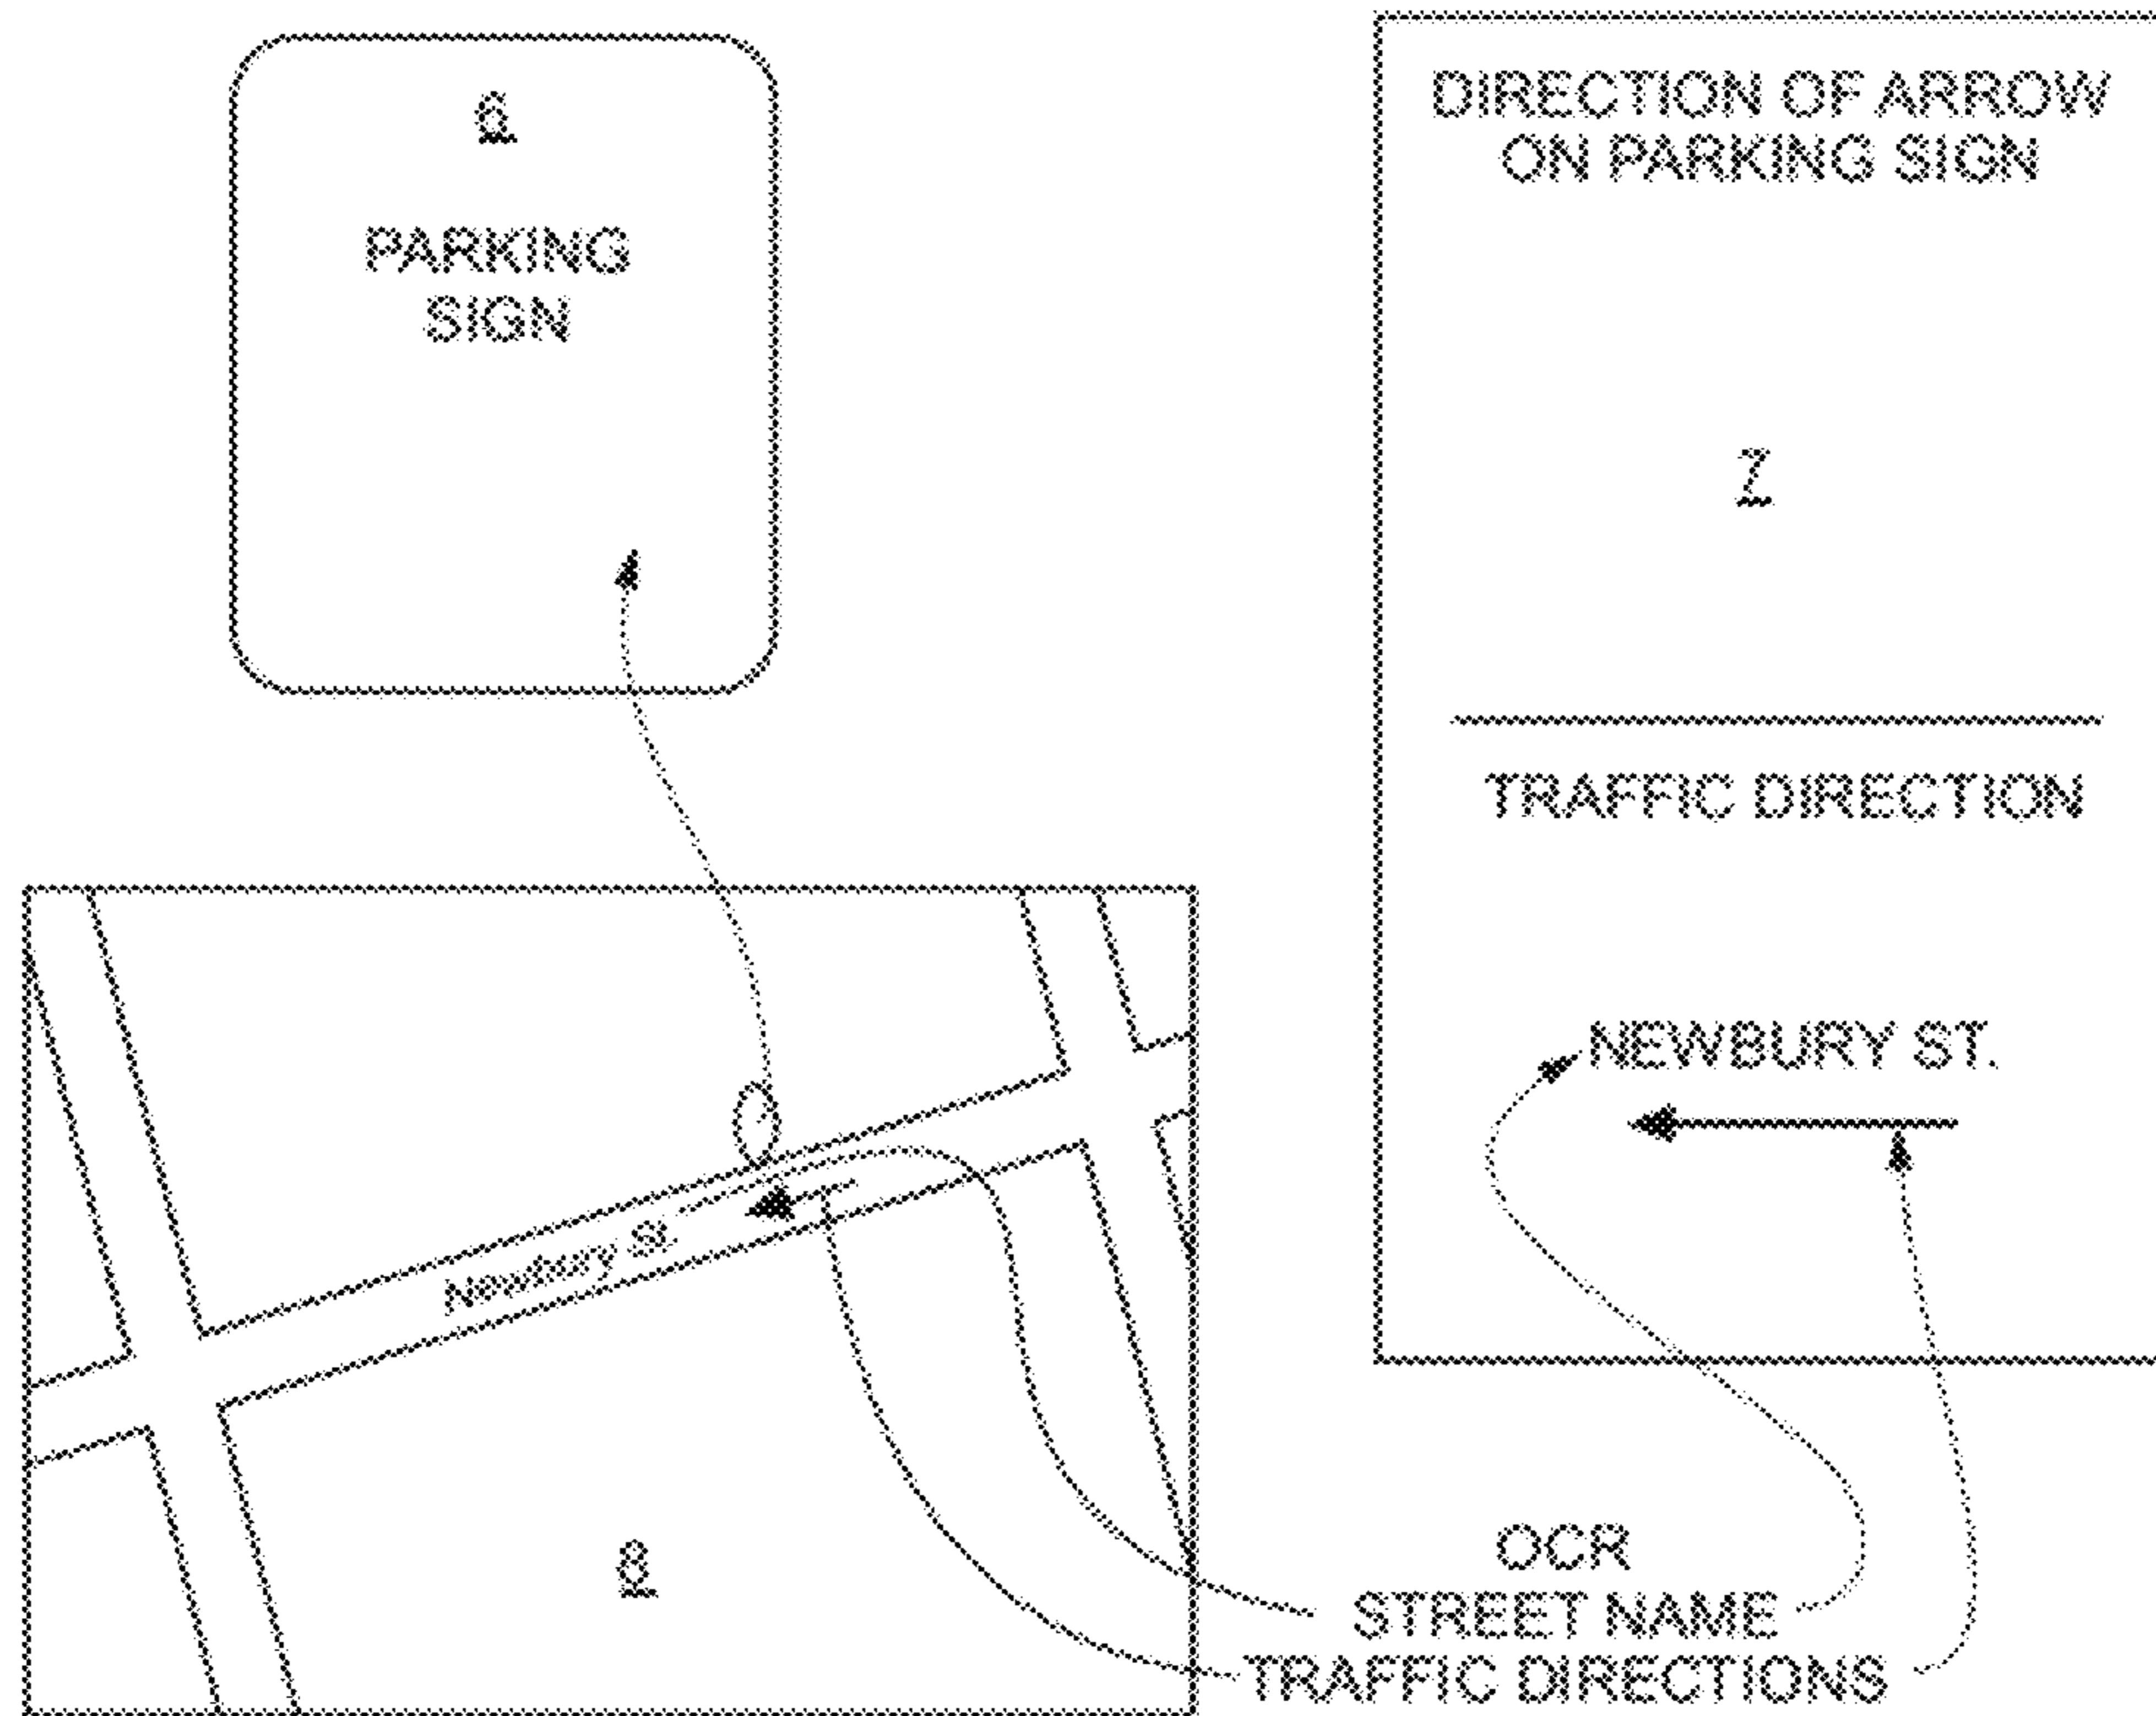 6
PARKING
SIGN
DIRECTION OF ARROW
ON PARKING SIGN
7
TRAFFIC DIRECTION
NEWBURY ST.
Newbury St.
8
OCR
STREET NAME
TRAFFIC DIRECTIONS